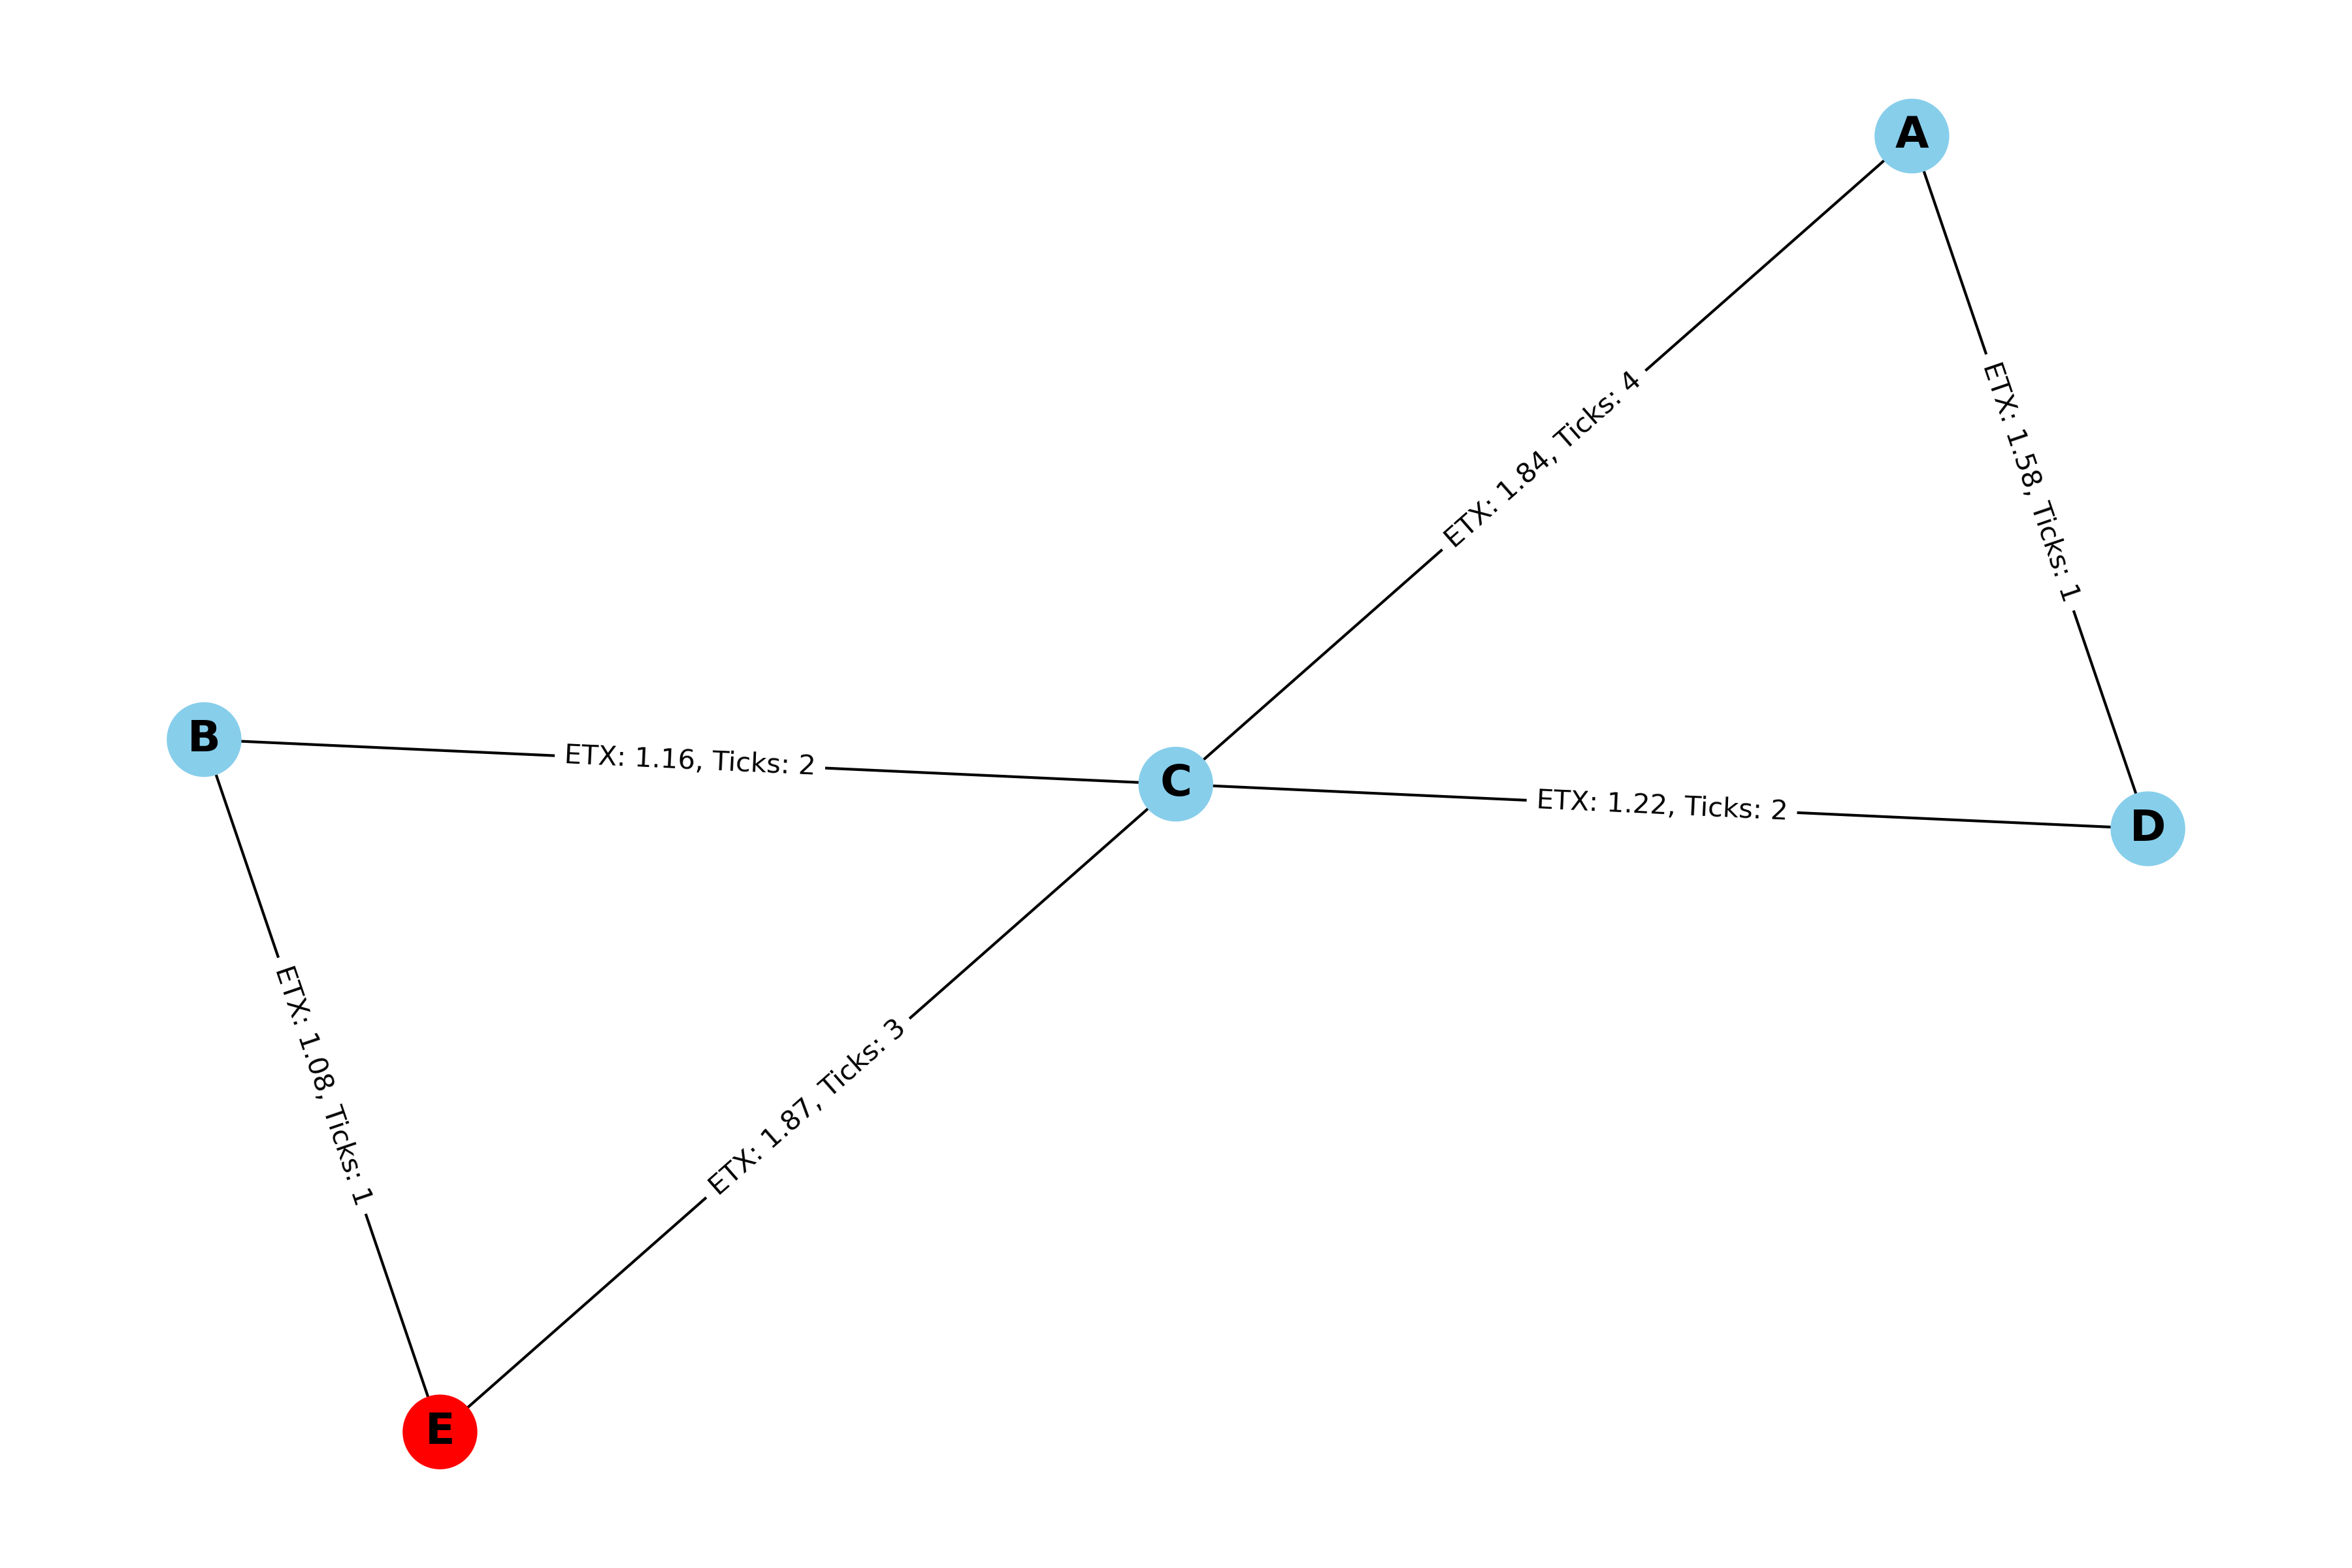 A
ETX: 1.84, Ticks: 4
ETX: 1.58, Ticks: 1
B
ETX: 1.16, Ticks: 2
C
ETX: 1.22, Ticks: 2
D
ETX: 1.08, Ticks: 1
ETX: 1.87, Ticks: 3
E